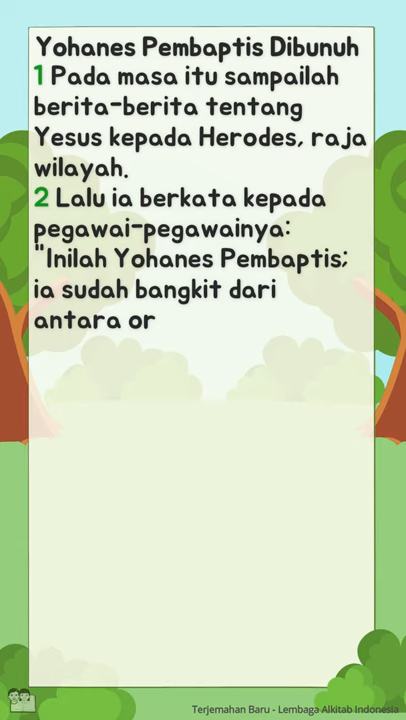 Yohanes Pembaptis Dibunuh
1 Pada masa itu sampailah
berita-berita tentang
Yesus kepada Herodes, raja
wilayah.
2 Lalu ia berkata kepada
pegawai-pegawainya:
"Inilah Yohanes Pembaptis;
ia sudah bangkit dari
antara or
Terjemahan Baru - Lembaga Alkitab Indonesia